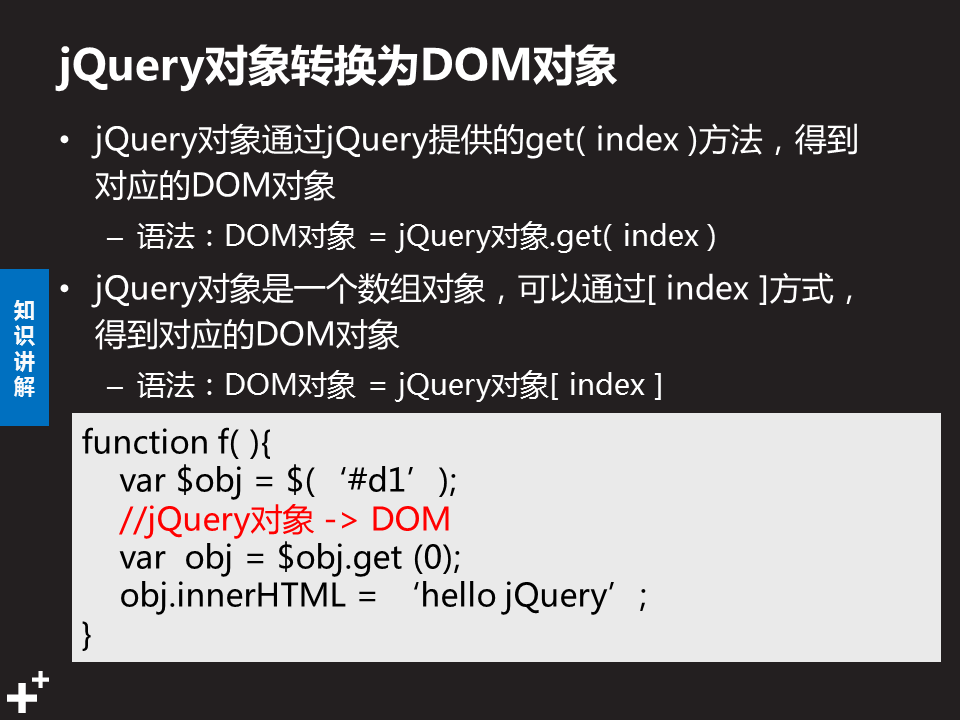 jQuery对象转换为DOM对象
• jQuery对象通过jQuery提供的get( index )方法，得到
对应的DOM对象
– 语法：DOM对象 = jQuery对象.get( index )
• jQuery对象是一个数组对象，可以通过[ index ]方式，
得到对应的DOM对象
– 语法：DOM对象 = jQuery对象[ index ]
知
识
讲
解
function f( ){
var $obj = $( ‘#d1’ );
//jQuery对象 -> DOM
var obj = $obj.get (0);
obj.innerHTML = ‘hello jQuery’ ;
}